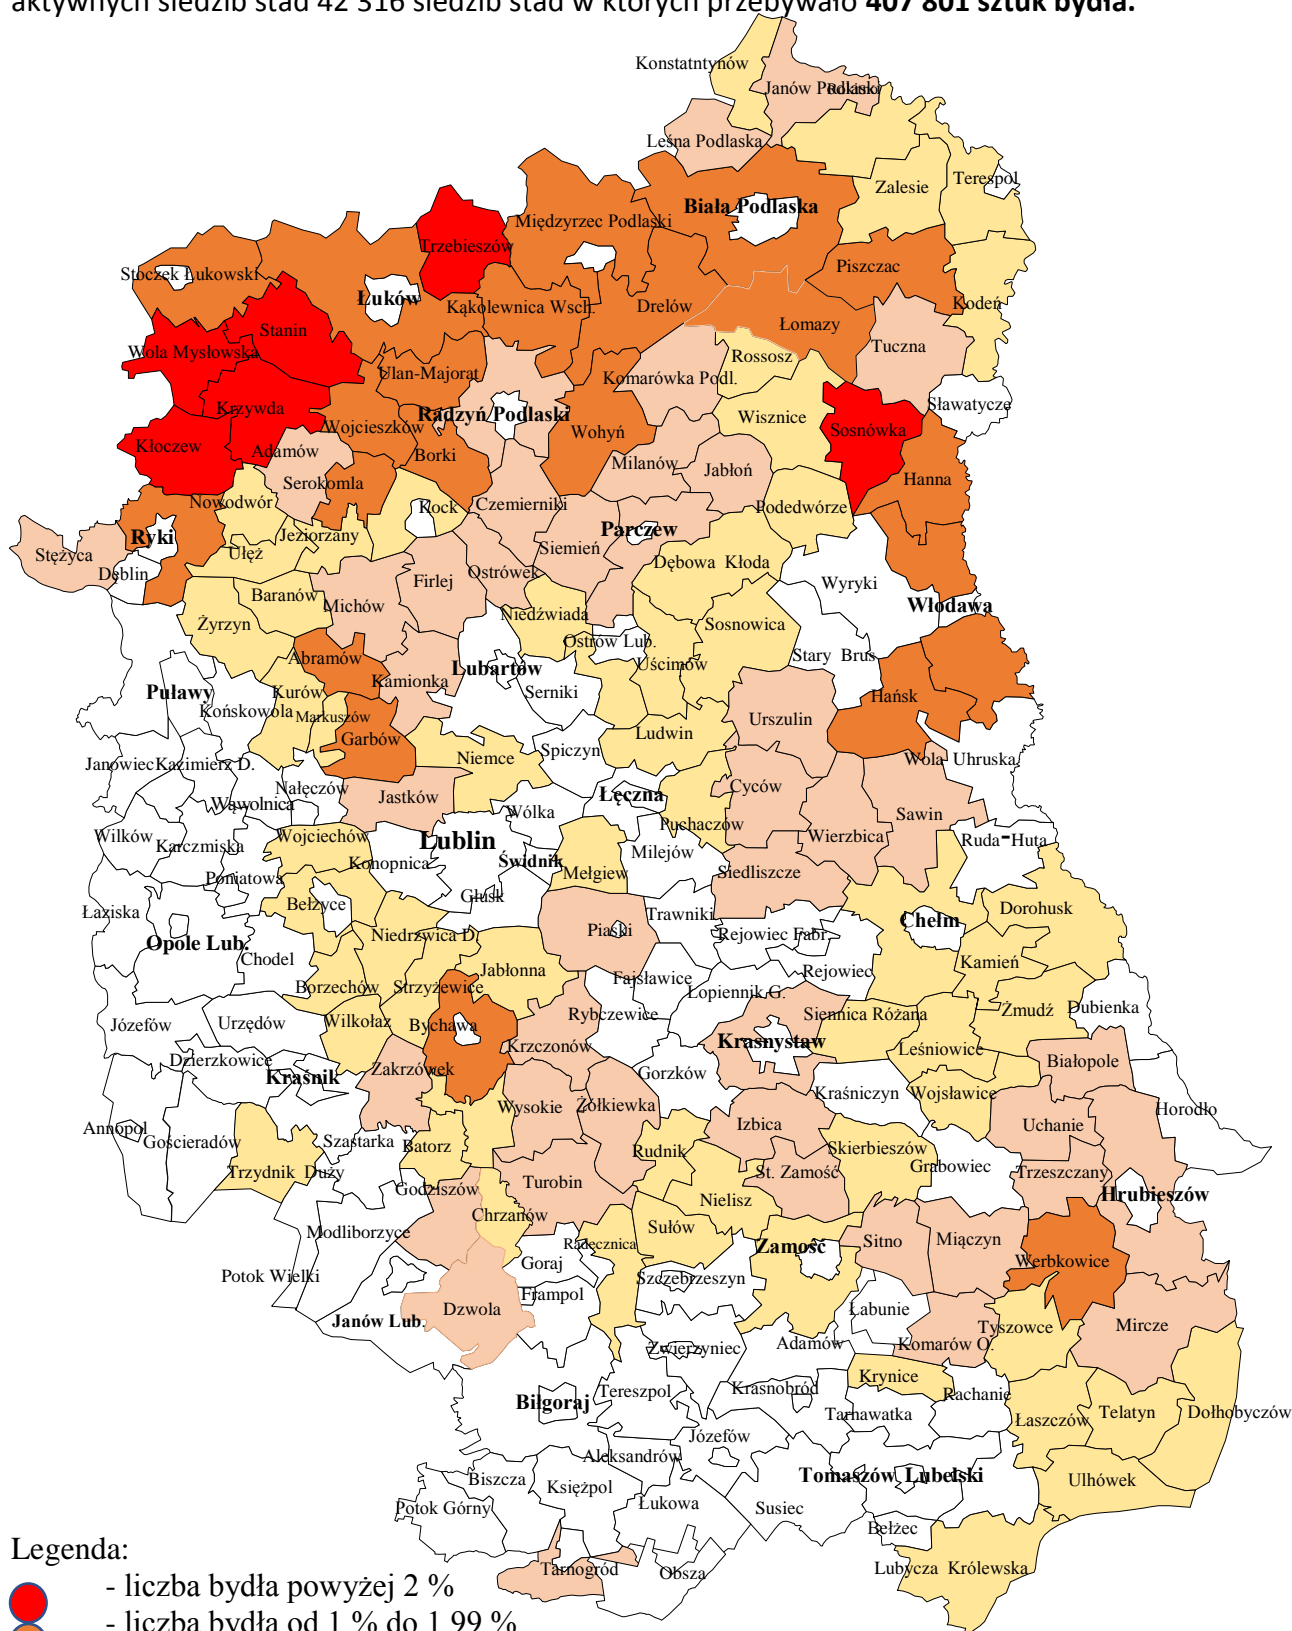 aktywnych siedzib stad 42 316 siedzib stad w których przebywało 407 801 sztuk bydła.
Konstatntynów
Janów Podlaski
Leśna Podlaska
Zalesie
Terespol
Biała Podlaska
Międzyrzec Podlaski
Trzebieszów
Piszczac
Stoczek Łukowski
Łuków
Kąkolewnica Wsch.
Drelów
Kodeń
Łomazy
Stanin
Wola Mysłowska
Tuczna
Rossosz
Ulan-Majorat
Komarówka Podl.
Krzywda
Radzyń Podlaski
Sławatycze
Wisznice
Wojcieszków
Wohyń
Sosnówka
Kłoczew
Adamów
Borki
Milanów
Jabłoń
Hanna
Serokomla
Nowodwór
Kock
Czemierniki
Podedwórze
Ryki
Jeziorzany
Parczew
Stężyca
Ułęż
Siemień
Dęblin
Firlej
Ostrówek
Dębowa Kłoda
Wyryki
Baranów
Michów
Włodawa
Niedźwiada
Żyrzyn
Sosnowica
Ostrów Lub.
Stary Brus
Abramów
Uścimów
Lubartów
Kamionka
Puławy
Kurów
Serniki
Hańsk
Końskowola
Markuszów
Urszulin
Garbów
Ludwin
Niemce
Spiczyn
Wola Uhruska
Janowiec
Kazimierz D.
Nałęczów
Cyców
Jastków
Łęczna
Wąwolnica
Wólka
Sawin
Puchaczów
Wilków
Wojciechów
Wierzbica
Karczmiska
Lublin
Ruda-Huta
Milejów
Konopnica
Świdnik
Mełgiew
Siedliszcze
Poniatowa
Głusk
Bełżyce
Łaziska
Trawniki
Dorohusk
Chełm
Piaski
Niedrzwica D.
Rejowiec Fabr.
Opole Lub.
Chodel
Kamień
Jabłonna
Rejowiec
Fajsławice
Borzechów
Strzyżewice
Łopiennik G.
Dubienka
Żmudź
Rybczewice
Siennica Różana
Józefów
Urzędów
Wilkołaz
Bychawa
Krasnystaw
Krzczonów
Leśniowice
Dzierzkowice
Białopole
Zakrzówek
Kraśnik
Gorzków
Kraśniczyn
Wojsławice
Wysokie
Żółkiewka
Horodło
Izbica
Uchanie
Annopol
Gościeradów
Szastarka
Batorz
Rudnik
Skierbieszów
Grabowiec
Trzydnik Duży
St. Zamość
Trzeszczany
Turobin
Godziszów
Hrubieszów
Nielisz
Chrzanów
Sułów
Modliborzyce
Radecznica
Zamość
Sitno
Miączyn
Goraj
Werbkowice
Potok Wielki
Szczebrzeszyn
Frampol
Dzwola
Łabunie
Janów Lub.
Tyszowce
Mircze
Zwierzyniec
Adamów
Komarów O.
Krynice
Tereszpol
Krasnobród
Rachanie
Biłgoraj
Tarnawatka
Łaszczów
Telatyn
Dołhobyczów
Józefów
Aleksandrów
Biszcza
Tomaszów Lubelski
Ulhówek
Księżpol
Potok Górny
Łukowa
Susiec
Bełżec
Tarnogród
Obsza
Lubycza Królewska
Legenda:
- liczba bydła powyżej 2 %
- liczba bydła od 1 % do 1 99 %